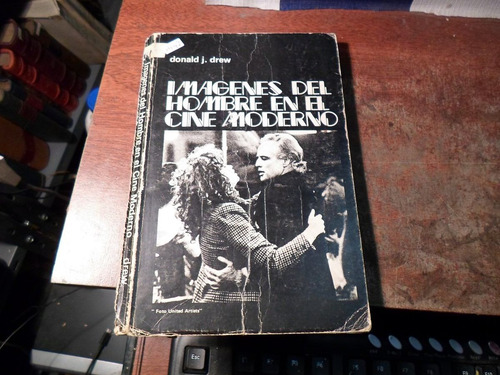 donald j. drew
IMAGENES DEL
HOMBRE EN EL
CINE MODERNO
Imagenes del Hombre en el Cine Moderno
drew
"Foto United Artists"
Esc